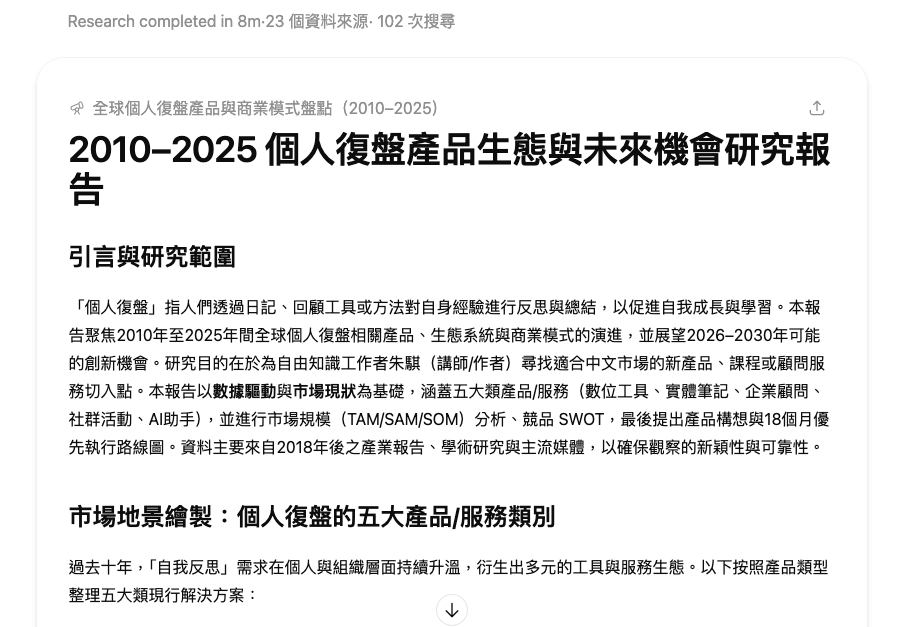 Research completed in 8m·23 個資料來源· 102 次搜尋
全球個人復盤產品與商業模式盤點（2010–2025）
2010–2025 個人復盤產品生態與未來機會研究報
告
引言與研究範圍
「個人復盤」指人們透過日記、回顧工具或方法對自身經驗進行反思與總結，以促進自我成長與學習。本報
告聚焦2010年至2025年間全球個人復盤相關產品、生態系統與商業模式的演進，並展望2026–2030年可能
的創新機會。研究目的在於為自由知識工作者朱騏（講師/作者）尋找適合中文市場的新產品、課程或顧問服
務切入點。本報告以數據驅動與市場現狀為基礎，涵蓋五大類產品/服務（數位工具、實體筆記、企業顧問、
社群活動、AI助手），並進行市場規模（TAM/SAM/SOM）分析、競品 SWOT，最後提出產品構想與18個月優
先執行路線圖。資料主要來自2018年後之產業報告、學術研究與主流媒體，以確保觀察的新穎性與可靠性。
市場地景繪製：個人復盤的五大產品/服務類別
過去十年，「自我反思」需求在個人與組織層面持續升溫，衍生出多元的工具與服務生態。以下按照產品類型
整理五大類現行解決方案：